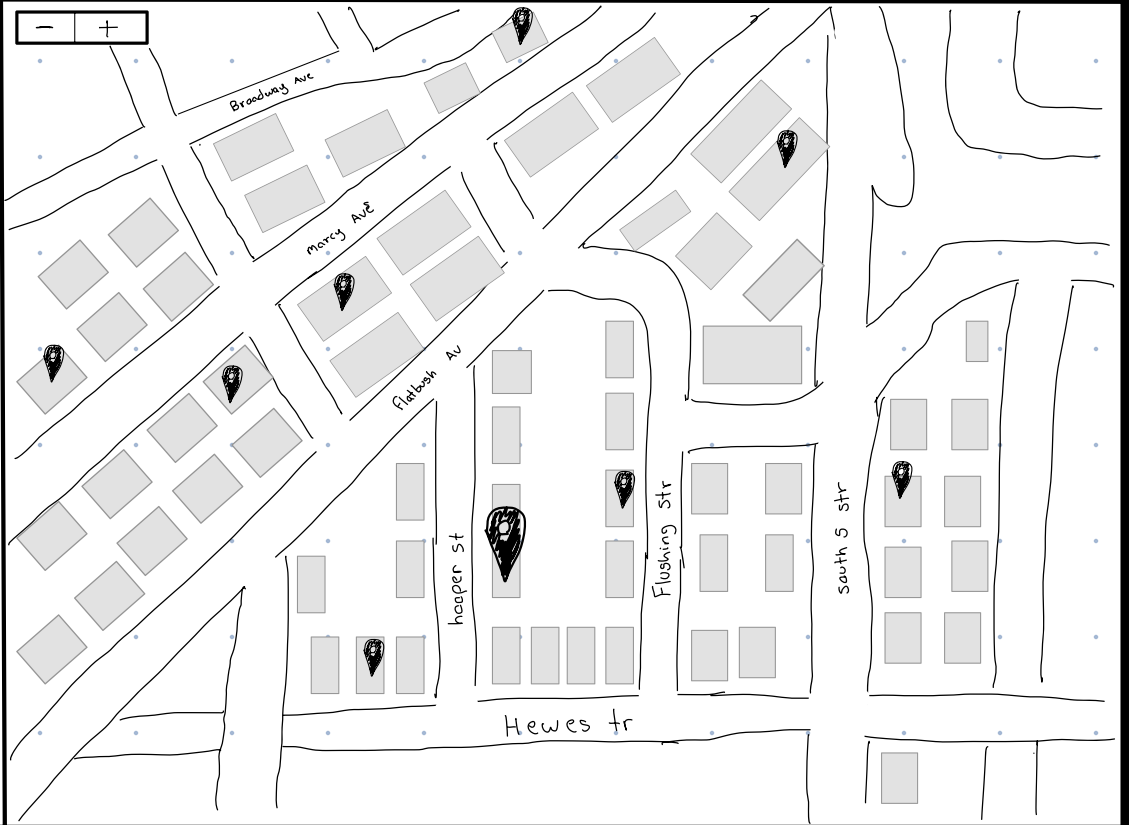 − +
Broadway Ave
Marcy Ave
Flatbush Av
hooper st
Flushing Str
south 5 str
Hewes tr